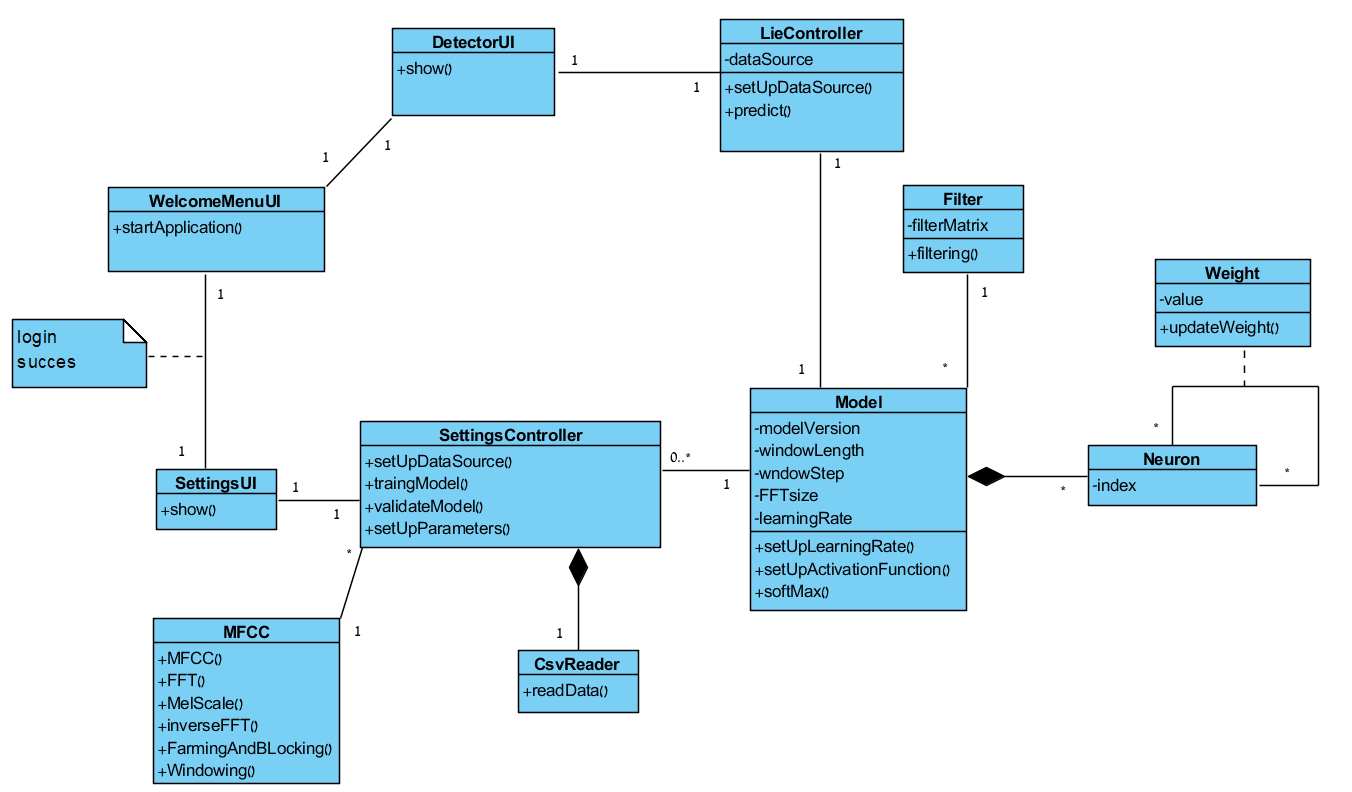 DetectorUI
+show()
1
1
LieController
-dataSource
+setUpDataSource()
+predict()
1
1
WelcomeMenuUI
+startApplication()
1
1
Filter
-filterMatrix
+filtering()
1
*
Weight
-value
+updateWeight()
login
succes
1
1
SettingsUI
+show()
1
1
SettingsController
+setUpDataSource()
+traingModel()
+validateModel()
+setUpParameters()
0..*
1
Model
-modelVersion
-windowLength
-wndowStep
-FFTsize
-learningRate
+setUpLearningRate()
+setUpActivationFunction()
+softMax()
*
Neuron
-index
*
*
*
1
MFCC
+MFCC()
+FFT()
+MelScale()
+inverseFFT()
+FarmingAndBLocking()
+Windowing()
1
CsvReader
+readData()
1
1